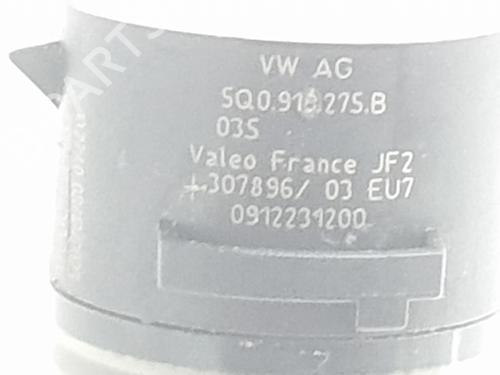 VW AG
5Q0.919.275.B
03S
Valeo France JF2
+307896/ 03 EU7
0912231200